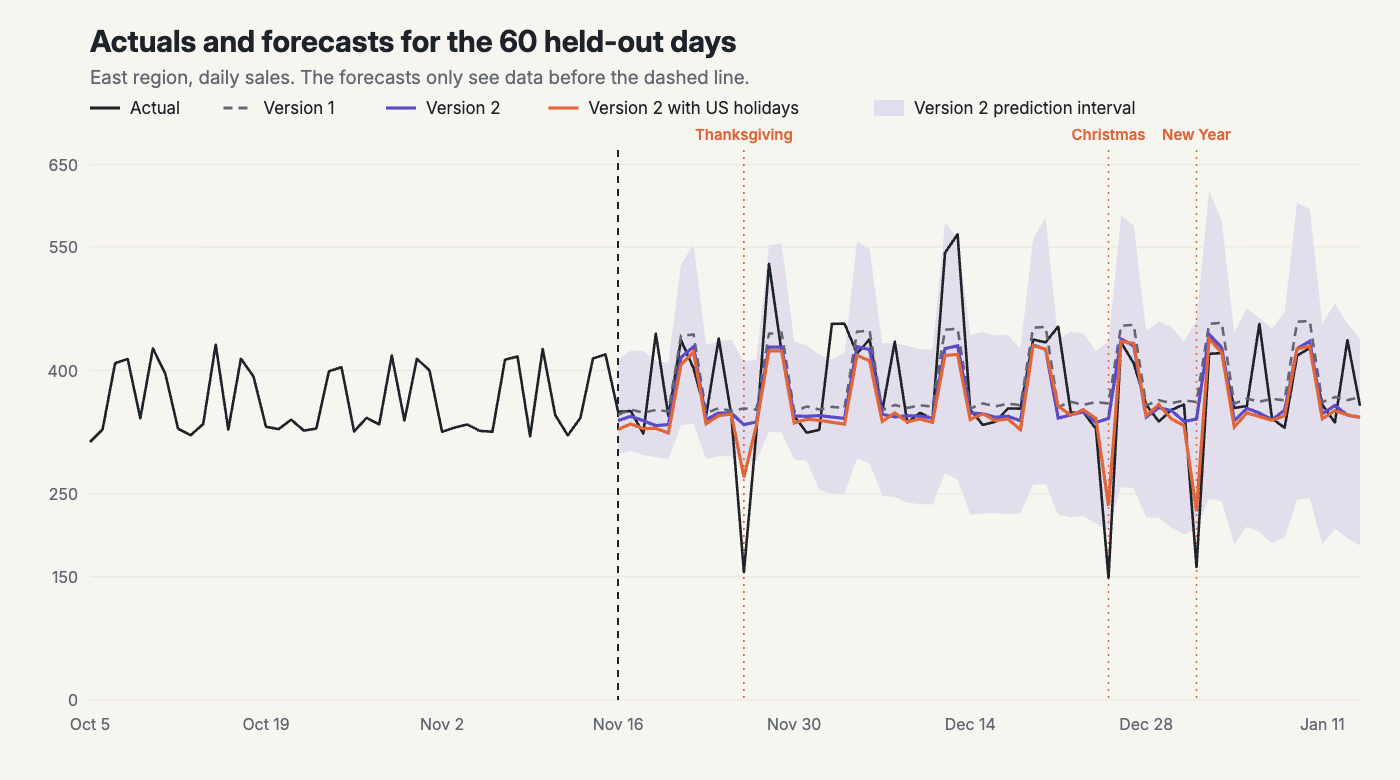 Actuals and forecasts for the 60 held-out days
East region, daily sales. The forecasts only see data before the dashed line.
Actual Version 1 Version 2 Version 2 with US holidays Version 2 prediction interval
Thanksgiving Christmas New Year
650
550
400
250
150
0
Oct 5 Oct 19 Nov 2 Nov 16 Nov 30 Dec 14 Dec 28 Jan 11